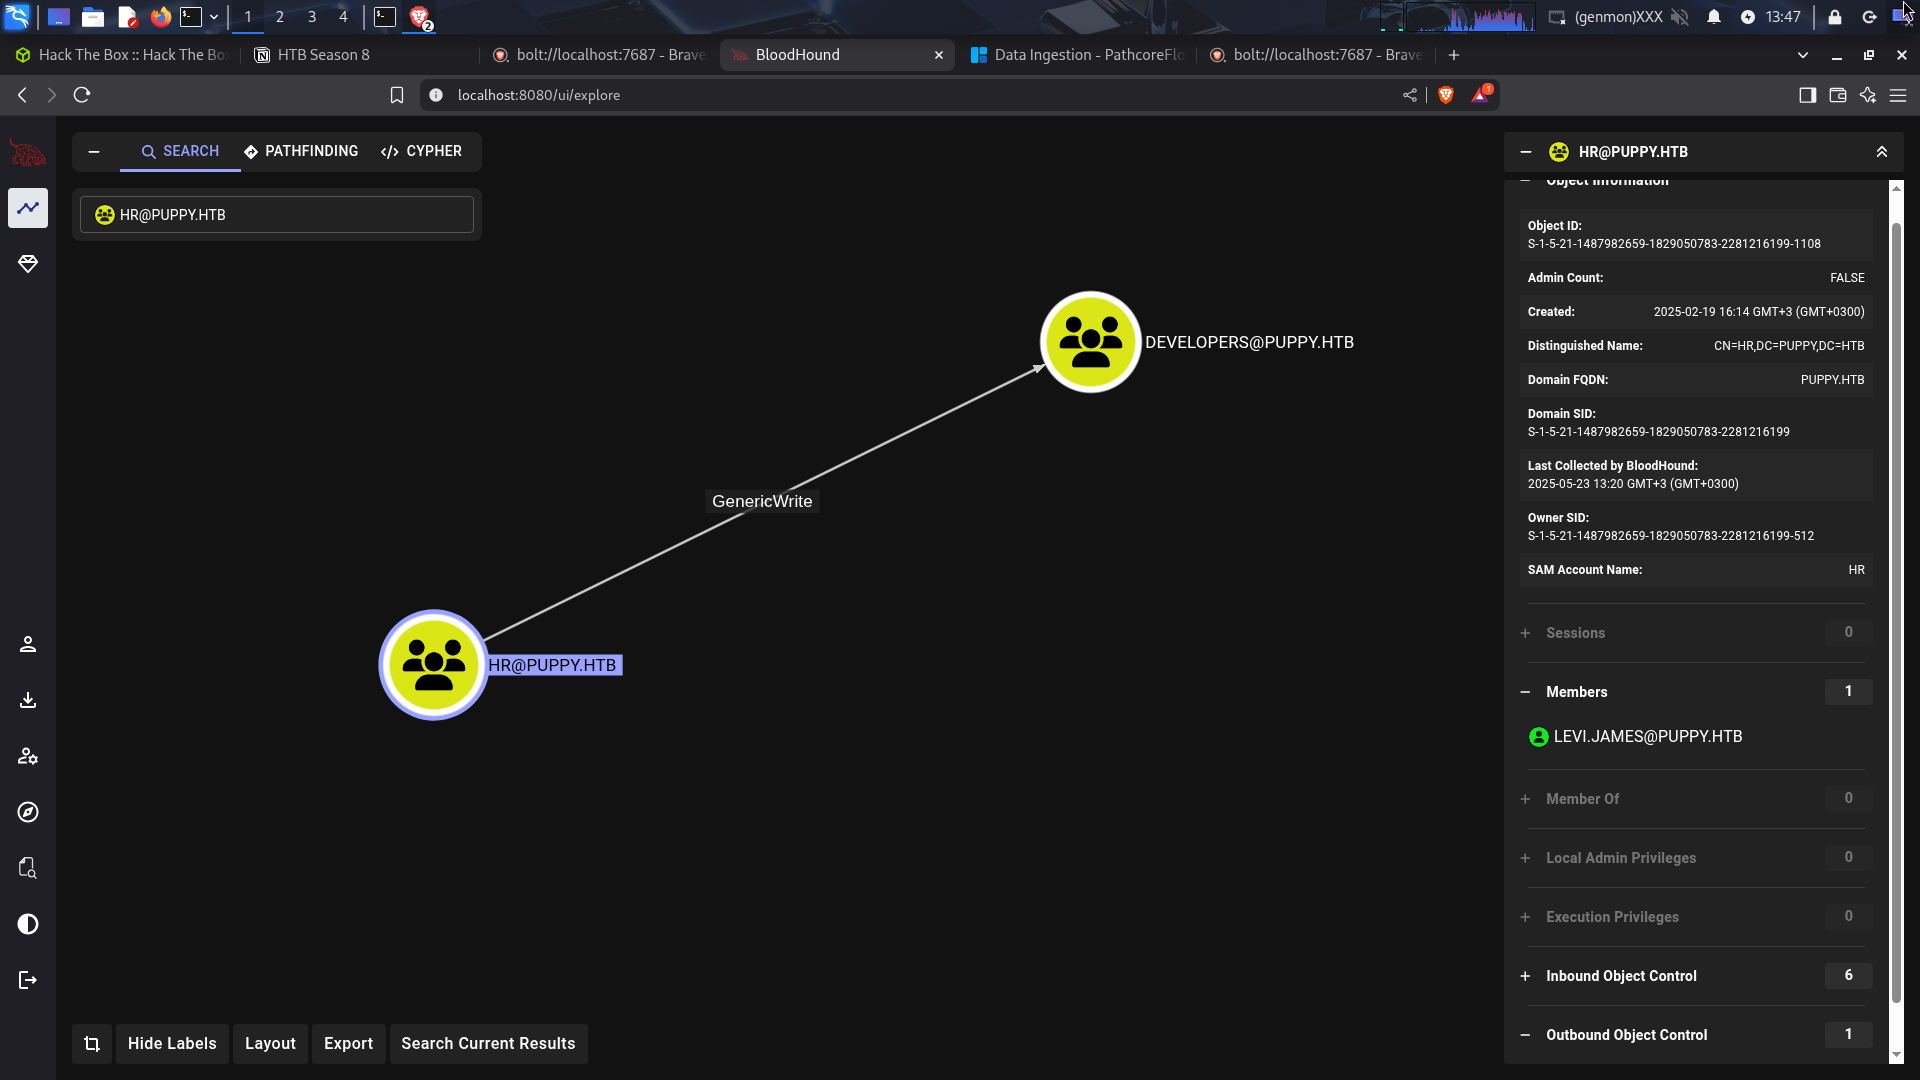 1 2 3 4 2 (genmon)XXX 13:47
Hack The Box :: Hack The Bo
HTB Season 8
bolt://localhost:7687 - Brave
BloodHound
Data Ingestion - PathcoreFlo
bolt://localhost:7687 - Brave
localhost:8080/ui/explore
1
SEARCH
PATHFINDING
CYPHER
HR@PUPPY.HTB
DEVELOPERS@PUPPY.HTB
GenericWrite
HR@PUPPY.HTB
Hide Labels
Layout
Export
Search Current Results
HR@PUPPY.HTB
Object Information
Object ID:
S-1-5-21-1487982659-1829050783-2281216199-1108
Admin Count: FALSE
Created: 2025-02-19 16:14 GMT+3 (GMT+0300)
Distinguished Name: CN=HR,DC=PUPPY,DC=HTB
Domain FQDN: PUPPY.HTB
Domain SID:
S-1-5-21-1487982659-1829050783-2281216199
Last Collected by BloodHound:
2025-05-23 13:20 GMT+3 (GMT+0300)
Owner SID:
S-1-5-21-1487982659-1829050783-2281216199-512
SAM Account Name: HR
Sessions 0
Members 1
LEVI.JAMES@PUPPY.HTB
Member Of 0
Local Admin Privileges 0
Execution Privileges 0
Inbound Object Control 6
Outbound Object Control 1